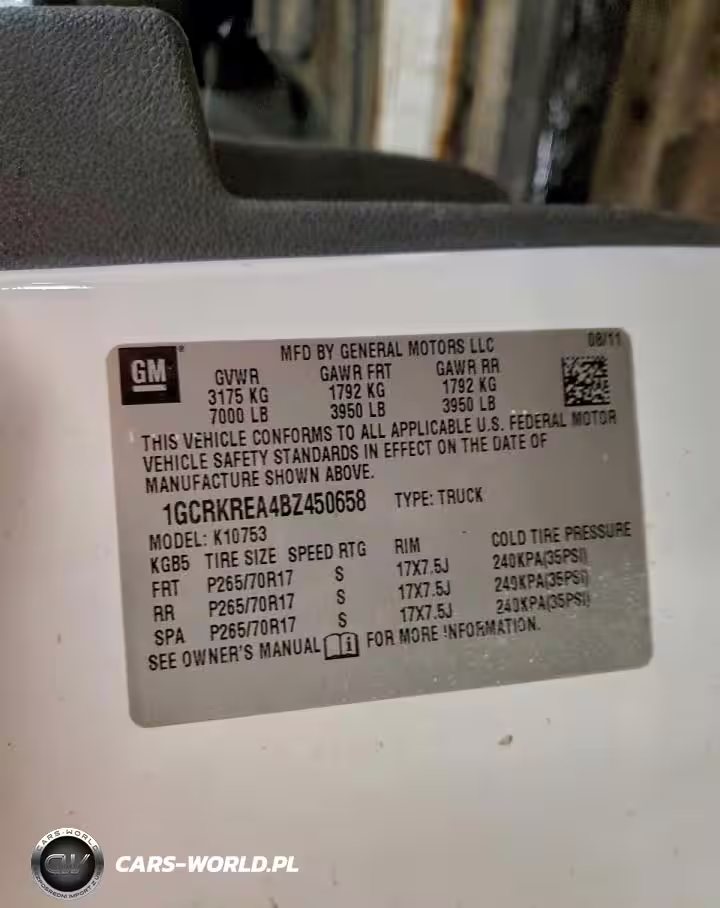 GM
MFD BY GENERAL MOTORS LLC 08/11
GVWR GAWR FRT GAWR RR
3175 KG 1792 KG 1792 KG
7000 LB 3950 LB 3950 LB
THIS VEHICLE CONFORMS TO ALL APPLICABLE U.S. FEDERAL MOTOR
VEHICLE SAFETY STANDARDS IN EFFECT ON THE DATE OF
MANUFACTURE SHOWN ABOVE.
1GCRKREA4BZ450658 TYPE: TRUCK
MODEL: K10753
KGB5 TIRE SIZE SPEED RTG RIM COLD TIRE PRESSURE
FRT P265/70R17 S 17X7.5J 240KPA(35PSI)
RR P265/70R17 S 17X7.5J 240KPA(35PSI)
SPA P265/70R17 S 17X7.5J 240KPA(35PSI)
SEE OWNER'S MANUAL FOR MORE INFORMATION.
CARS-WORLD
CW
CARS-WORLD.PL